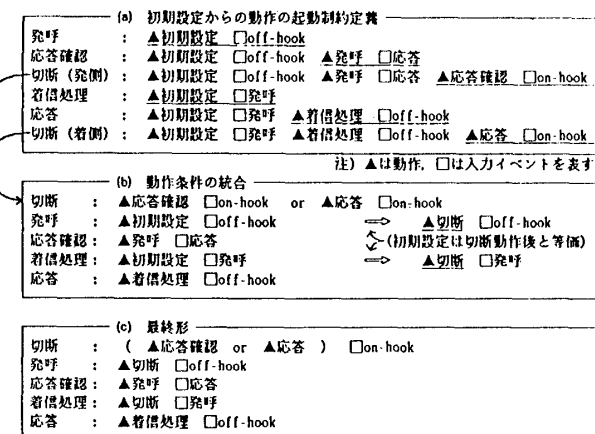 (a) 初期設定からの動作の起動制約定義
発呼 : ▲初期設定 □off-hook
応答確認 : ▲初期設定 □off-hook ▲発呼 □応答
切断 (発側) : ▲初期設定 □off-hook ▲発呼 □応答 ▲応答確認 □on-hook
着信処理 : ▲初期設定 □発呼
応答 : ▲初期設定 □発呼 ▲着信処理 □off-hook
切断 (着側) : ▲初期設定 □発呼 ▲着信処理 □off-hook ▲応答 □on-hook
注) ▲は動作, □は入力イベントを表す
(b) 動作条件の統合
切断 : ▲応答確認 □on-hook or ▲応答 □on-hook
発呼 : ▲初期設定 □off-hook ⇒ ▲切断 □off-hook
応答確認 : ▲発呼 □応答 (初期設定は切断動作後と等価)
着信処理 : ▲初期設定 □発呼 ⇒ ▲切断 □発呼
応答 : ▲着信処理 □off-hook
(c) 最終形
切断 : ( ▲応答確認 or ▲応答 ) □on-hook
発呼 : ▲切断 □off-hook
応答確認 : ▲発呼 □応答
着信処理 : ▲切断 □発呼
応答 : ▲着信処理 □off-hook